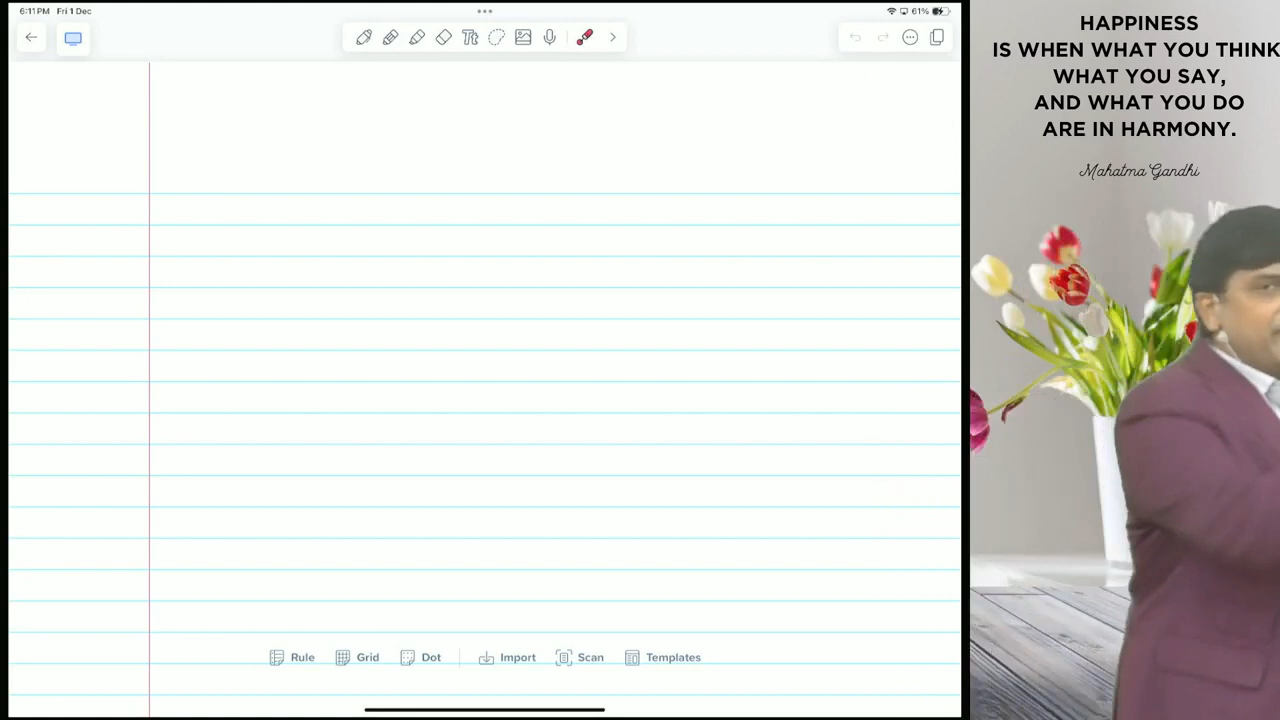 6:11 PM Fri 1 Dec
61%
Rule Grid Dot Import Scan Templates
HAPPINESS
IS WHEN WHAT YOU THINK
WHAT YOU SAY,
AND WHAT YOU DO
ARE IN HARMONY.
Mahatma Gandhi